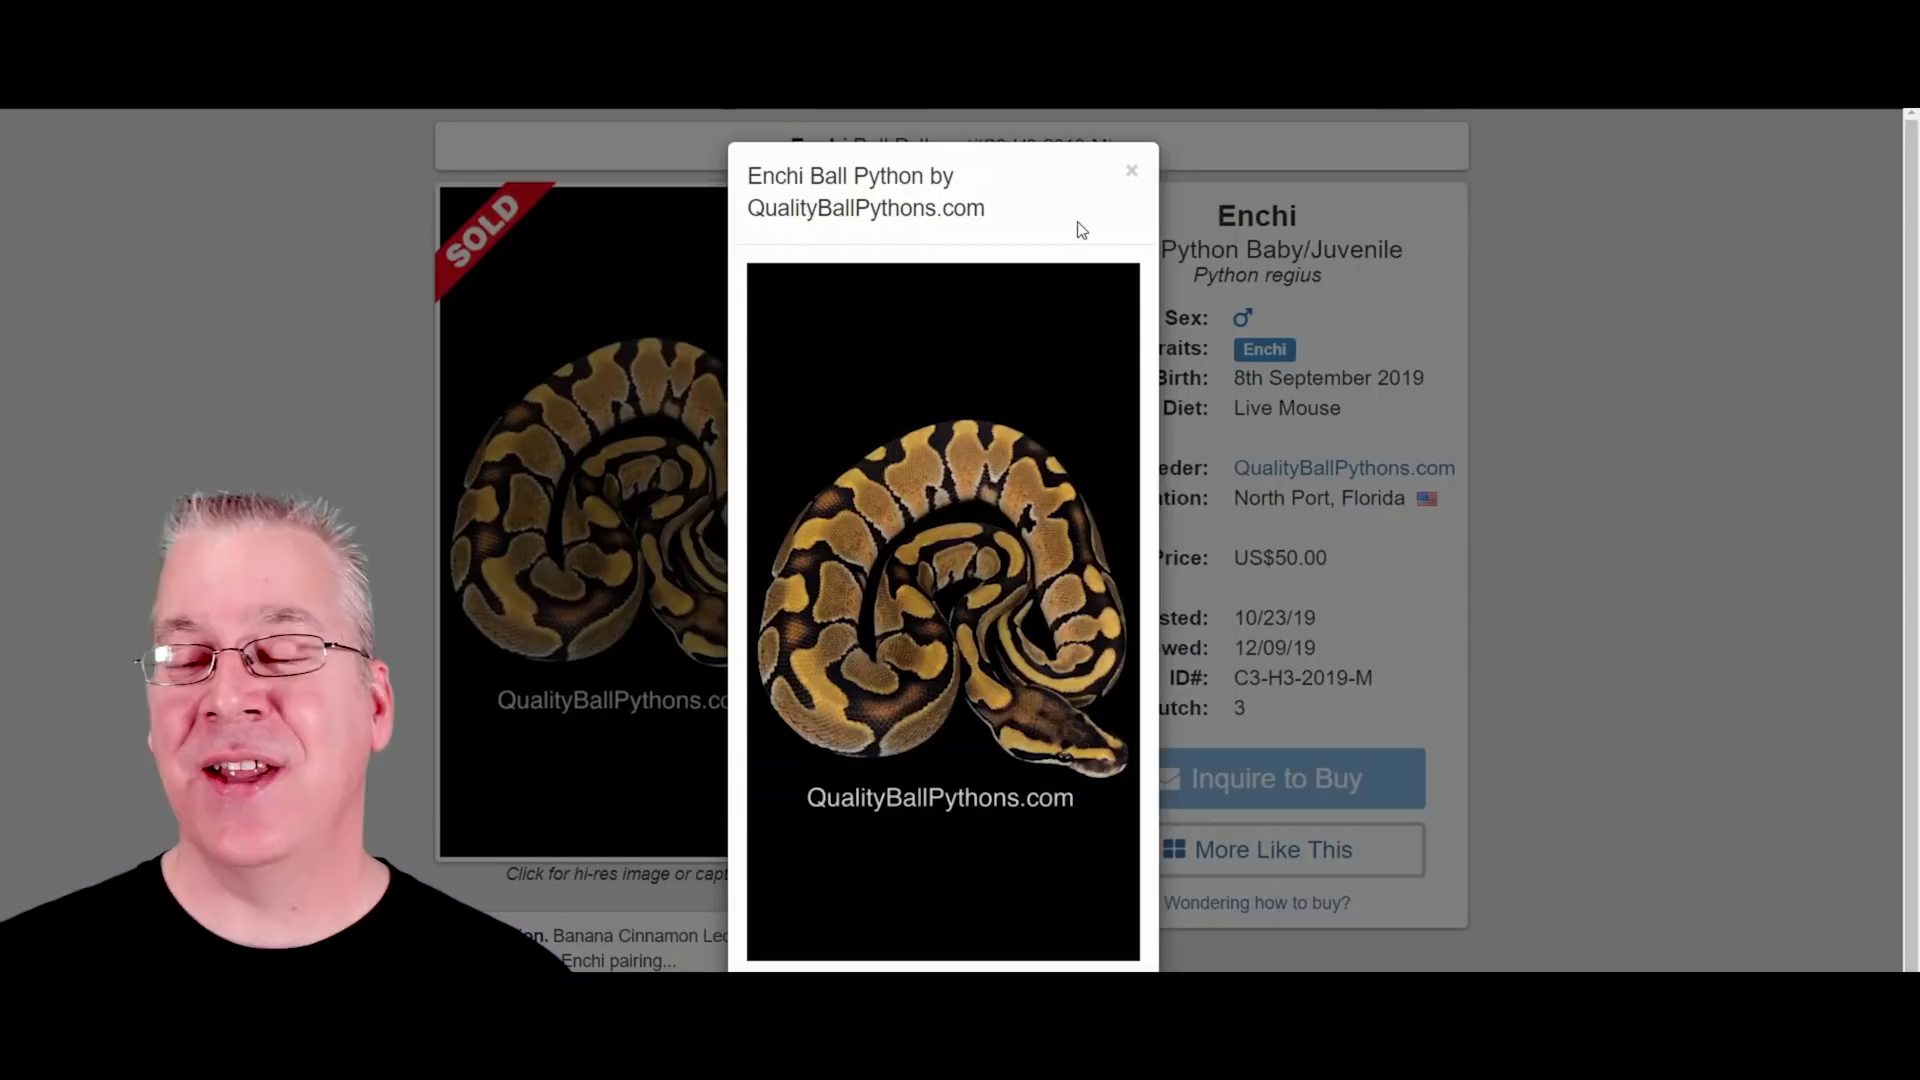 Enchi Ball Python by
QualityBallPythons.com
×
SOLD
QualityBallPythons.com
QualityBallPythons.co
Click for hi-res image or capt
on. Banana Cinnamon Leo
Enchi pairing...
Enchi
Python Baby/Juvenile
Python regius
Sex: ♂
raits: Enchi
Birth: 8th September 2019
Diet: Live Mouse
eder: QualityBallPythons.com
tion: North Port, Florida
Price: US$50.00
sted: 10/23/19
wed: 12/09/19
ID#: C3-H3-2019-M
utch: 3
Inquire to Buy
More Like This
Wondering how to buy?